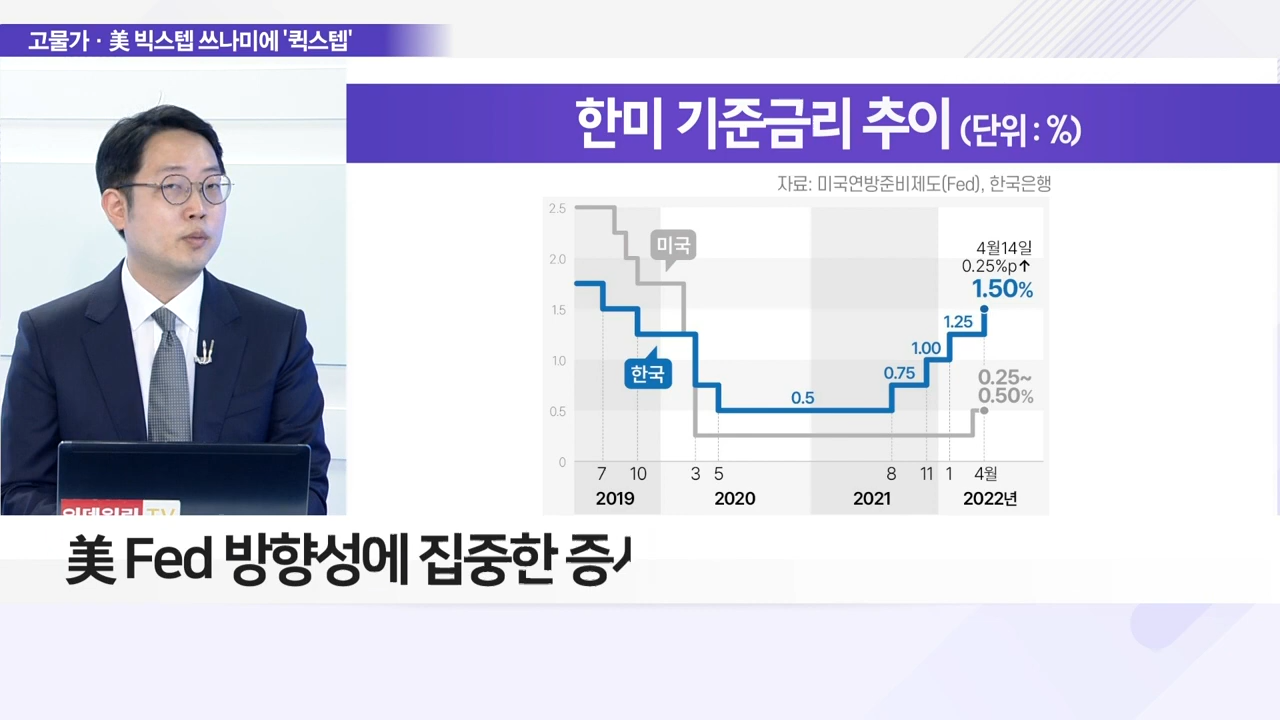 고물가 · 美 빅스텝 쓰나미에 '퀵스텝'
한미 기준금리 추이 (단위 : %)
자료: 미국연방준비제도(Fed), 한국은행
2.5
2.0
1.5
1.0
0.5
0
미국
한국
4월14일
0.25%p↑
1.50%
1.25
1.00
0.75
0.5
0.25~
0.50%
7 10 3 5 8 11 1 4월
2019 2020 2021 2022년
이데일리 TV
美 Fed 방향성에 집중한